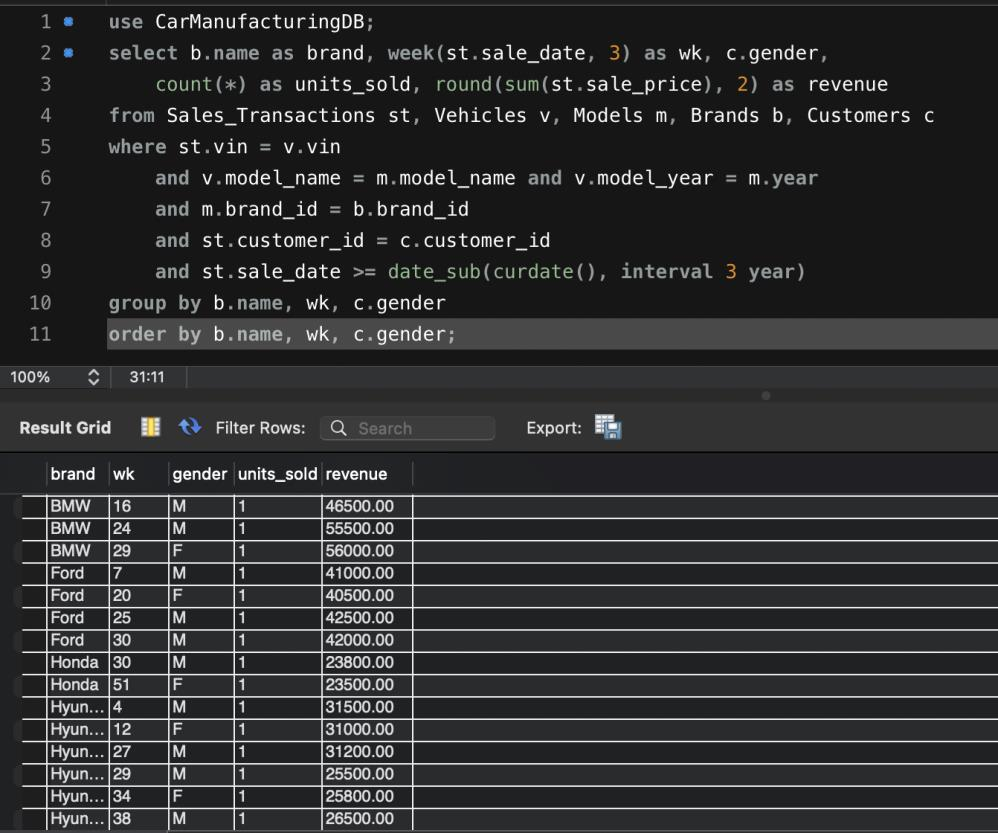 1 use CarManufacturingDB;
2 select b.name as brand, week(st.sale_date, 3) as wk, c.gender,
3 count(*) as units_sold, round(sum(st.sale_price), 2) as revenue
4 from Sales_Transactions st, Vehicles v, Models m, Brands b, Customers c
5 where st.vin = v.vin
6 and v.model_name = m.model_name and v.model_year = m.year
7 and m.brand_id = b.brand_id
8 and st.customer_id = c.customer_id
9 and st.sale_date >= date_sub(curdate(), interval 3 year)
10 group by b.name, wk, c.gender
11 order by b.name, wk, c.gender;
100% 31:11
Result Grid Filter Rows: Search Export:
brand wk gender units_sold revenue
BMW 16 M 1 46500.00
BMW 24 M 1 55500.00
BMW 29 F 1 56000.00
Ford 7 M 1 41000.00
Ford 20 F 1 40500.00
Ford 25 M 1 42500.00
Ford 30 M 1 42000.00
Honda 30 M 1 23800.00
Honda 51 F 1 23500.00
Hyun... 4 M 1 31500.00
Hyun... 12 F 1 31000.00
Hyun... 27 M 1 31200.00
Hyun... 29 M 1 25500.00
Hyun... 34 F 1 25800.00
Hyun... 38 M 1 26500.00